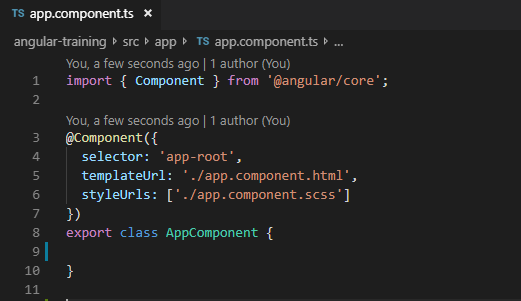 TS app.component.ts ×
angular-training › src › app › TS app.component.ts › ...
You, a few seconds ago | 1 author (You)
1 import { Component } from '@angular/core';
2
You, a few seconds ago | 1 author (You)
3 @Component({
4   selector: 'app-root',
5   templateUrl: './app.component.html',
6   styleUrls: ['./app.component.scss']
7 })
8 export class AppComponent {
9
10 }
11